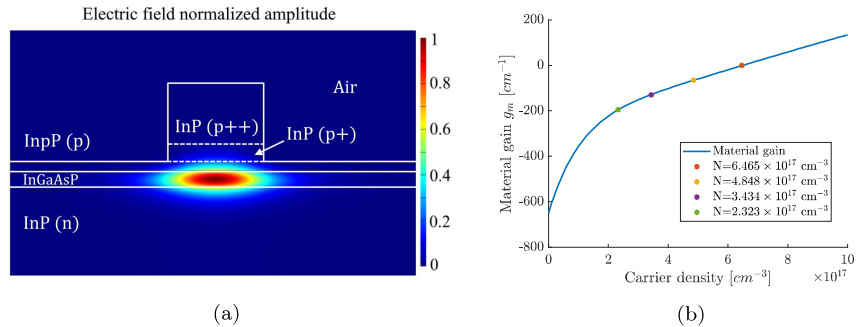 Electric field normalized amplitude
Air
InP (p++)
InP (p+)
InpP (p)
InGaAsP
InP (n)
1
0.8
0.6
0.4
0.2
0
(a)
Material gain g_m [cm^{-1}]
200
0
-200
-400
-600
-800
Material gain
N=6.465 × 10^{17} cm^{-3}
N=4.848 × 10^{17} cm^{-3}
N=3.434 × 10^{17} cm^{-3}
N=2.323 × 10^{17} cm^{-3}
0 2 4 6 8 10
Carrier density [cm^{-3}] ×10^{17}
(b)